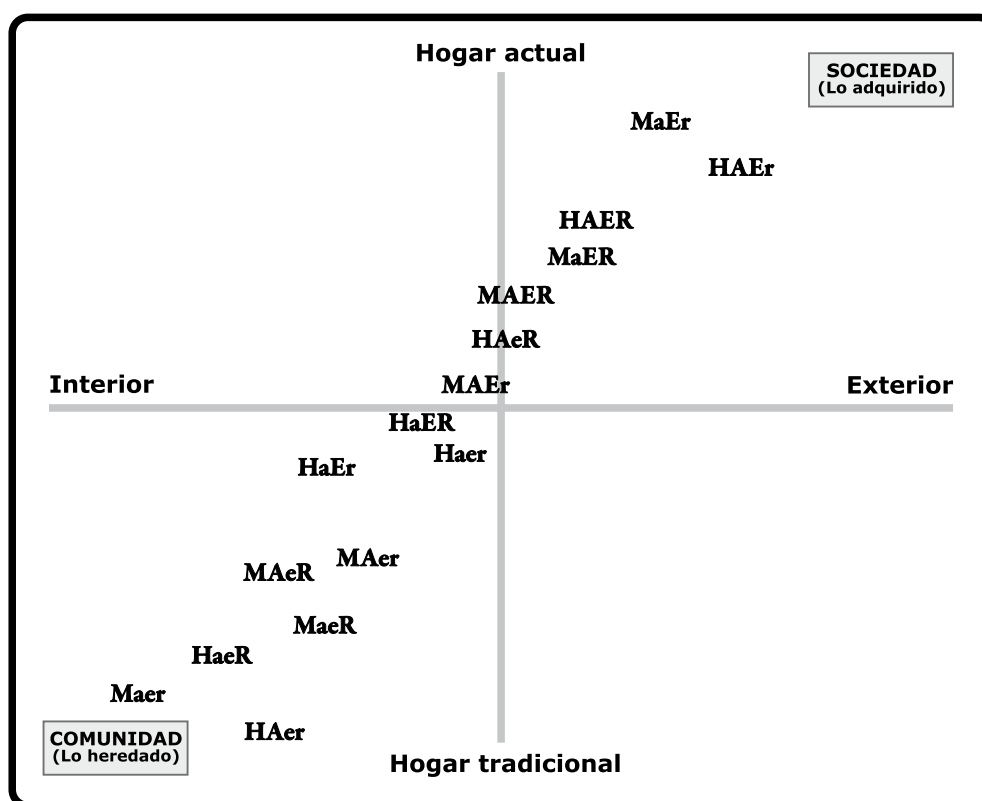 Hogar actual
SOCIEDAD
(Lo adquirido)
MaEr
HAEr
HAER
MaER
MAER
HAeR
Interior
MAEr
Exterior
HaER
Haer
HaEr
MAer
MAeR
MaeR
HaeR
Maer
HAer
COMUNIDAD
(Lo heredado)
Hogar tradicional